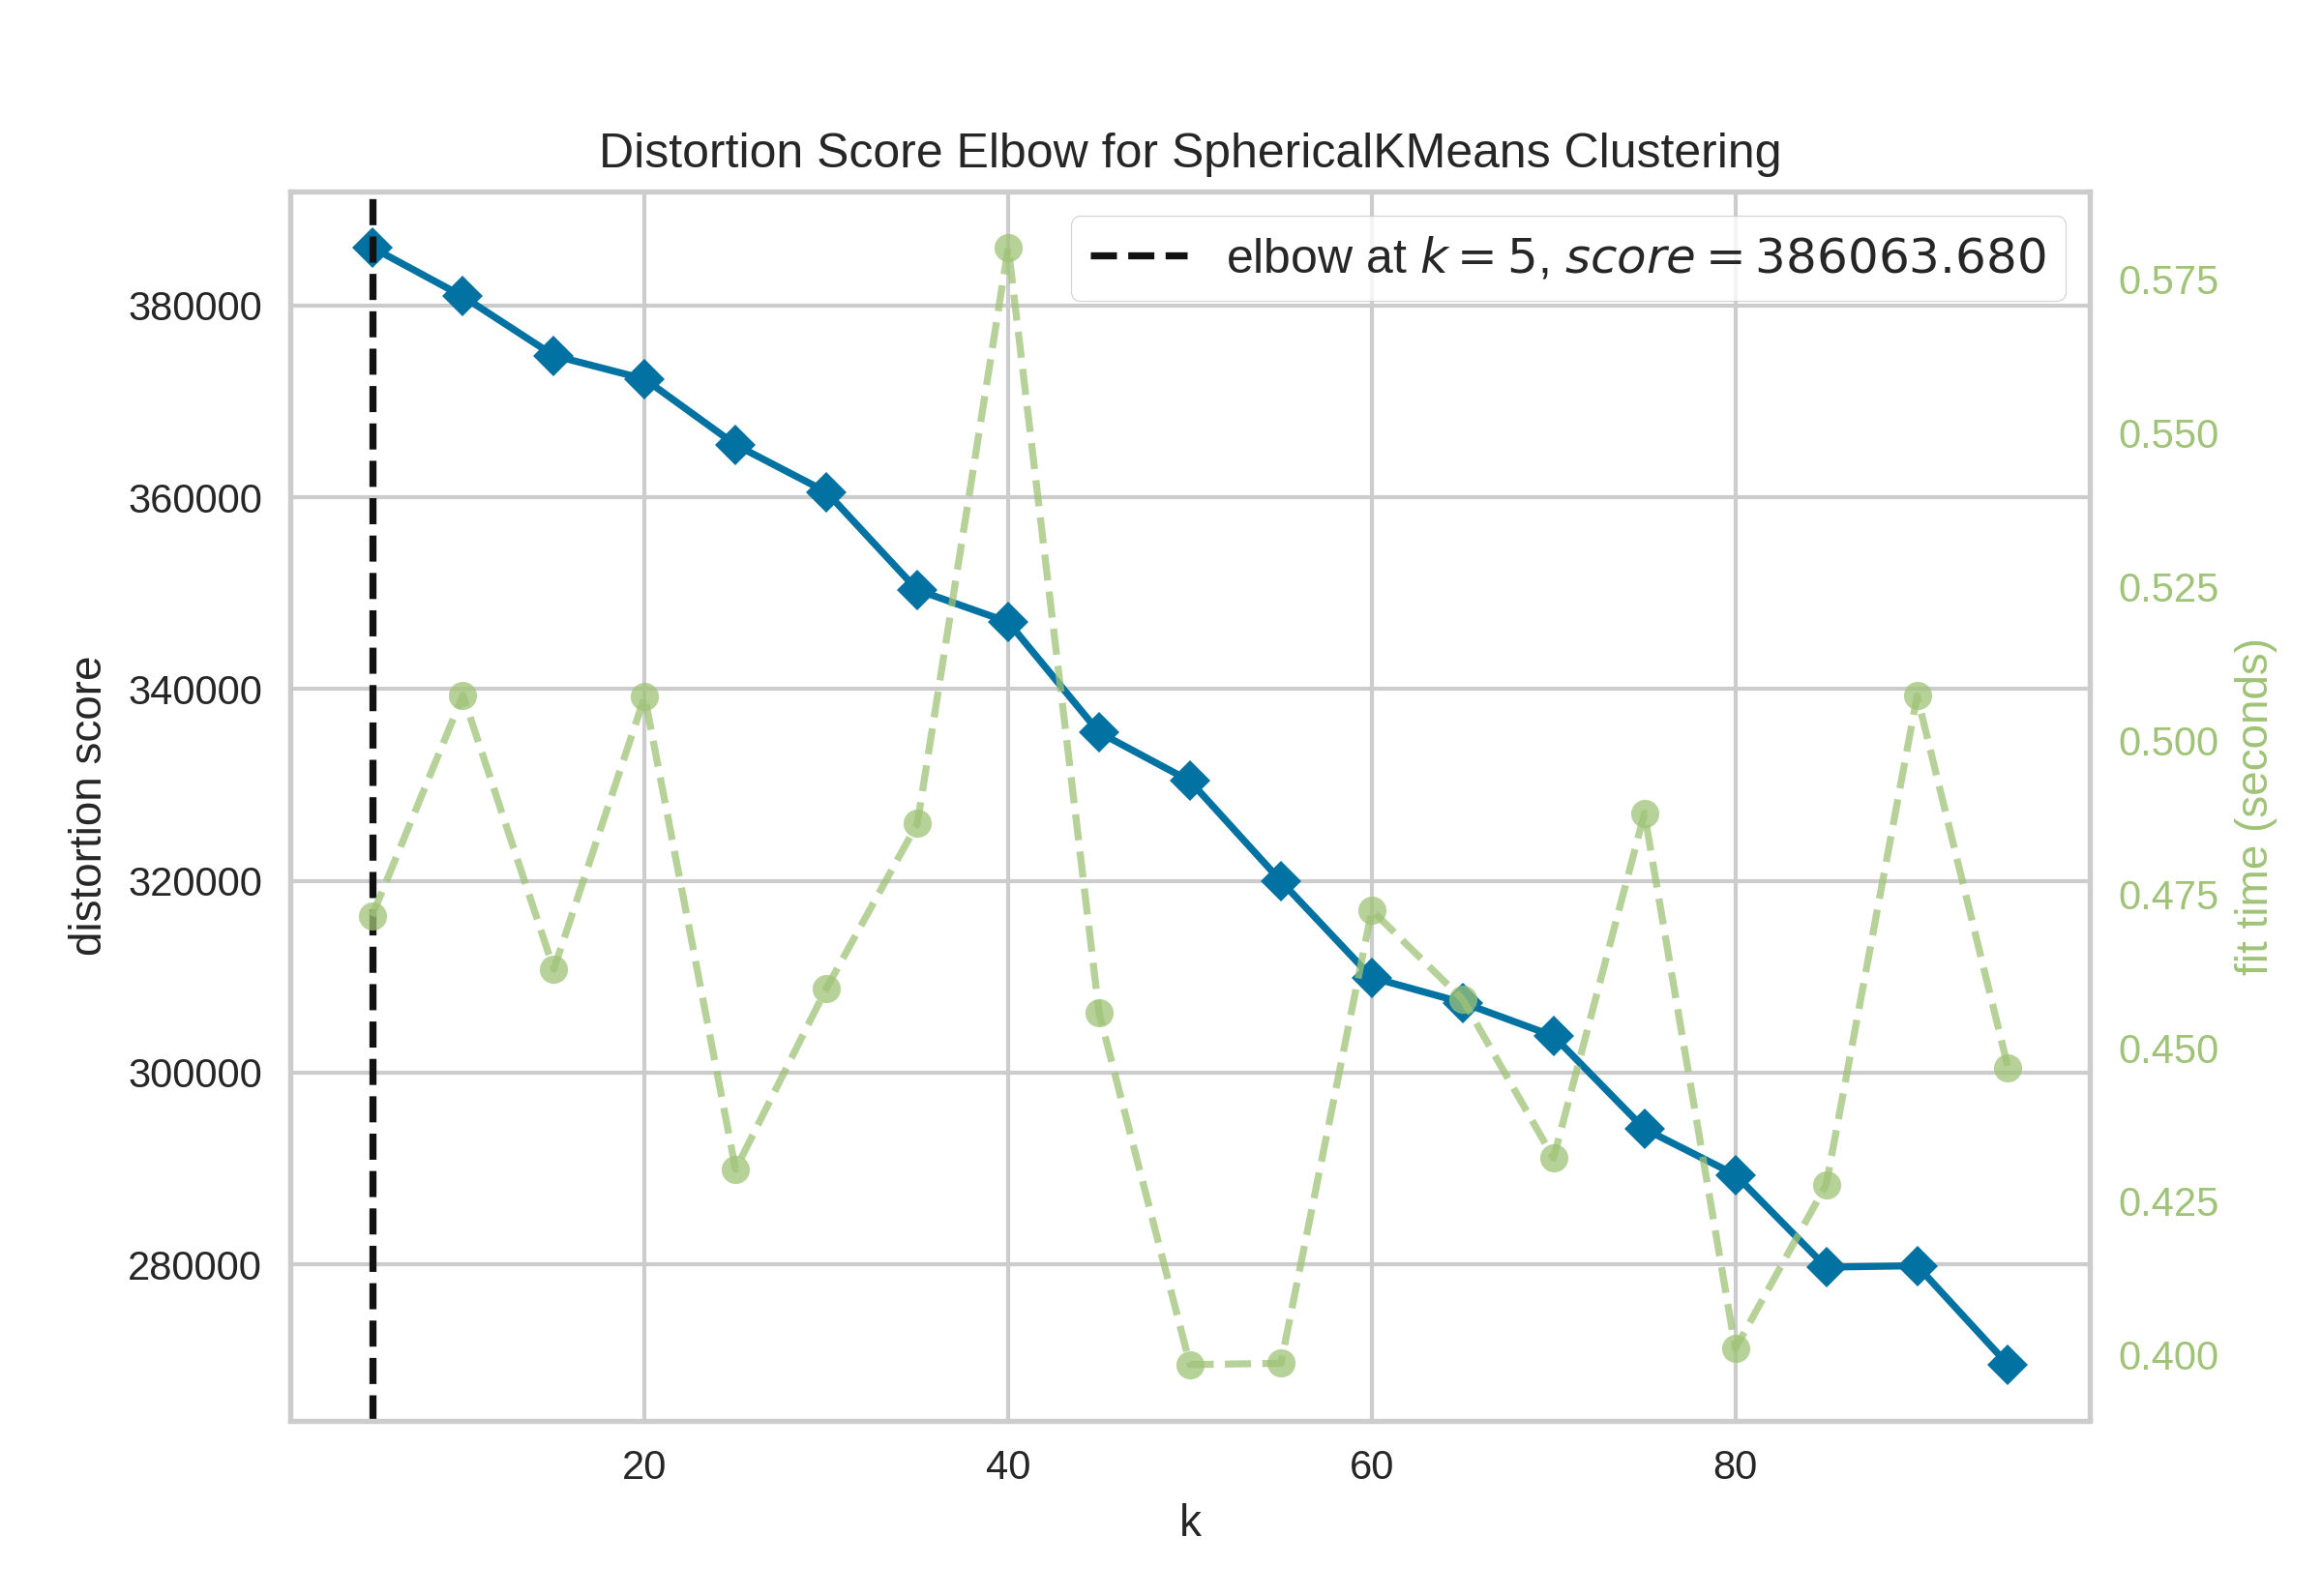 Distortion Score Elbow for SphericalKMeans Clustering
elbow at k = 5, score = 386063.680
distortion score
380000
360000
340000
320000
300000
280000
0.575
0.550
0.525
0.500
0.475
0.450
0.425
0.400
fit time (seconds)
20 40 60 80
k